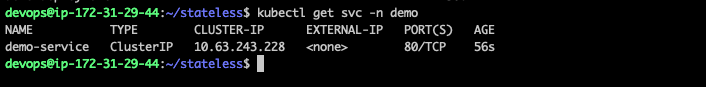 devops@ip-172-31-29-44:~/stateless$ kubectl get svc -n demo
NAME TYPE CLUSTER-IP EXTERNAL-IP PORT(S) AGE
demo-service ClusterIP 10.63.243.228 <none> 80/TCP 56s
devops@ip-172-31-29-44:~/stateless$